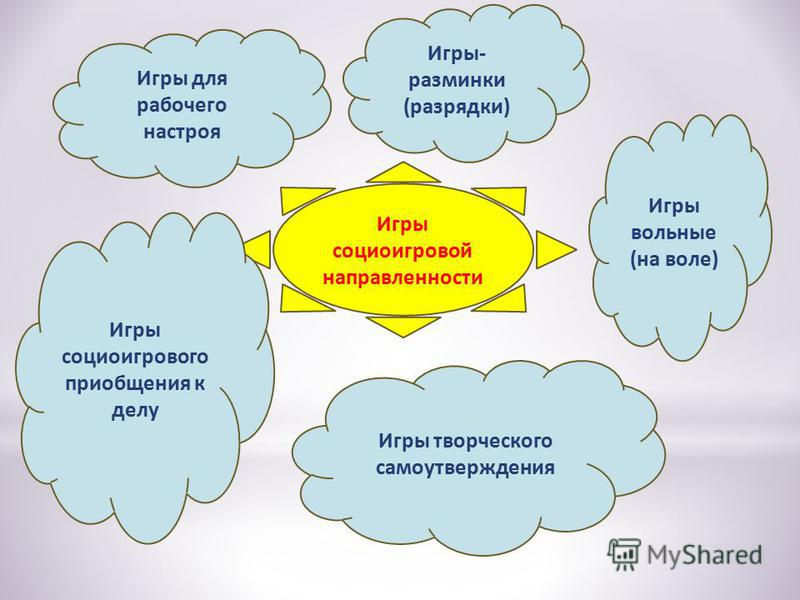 Игры для
рабочего
настроя
Игры-
разминки
(разрядки)
Игры
вольные
(на воле)
Игры
социоигровой
направленности
Игры
социоигрового
приобщения к
делу
Игры творческого
самоутверждения
MyShared